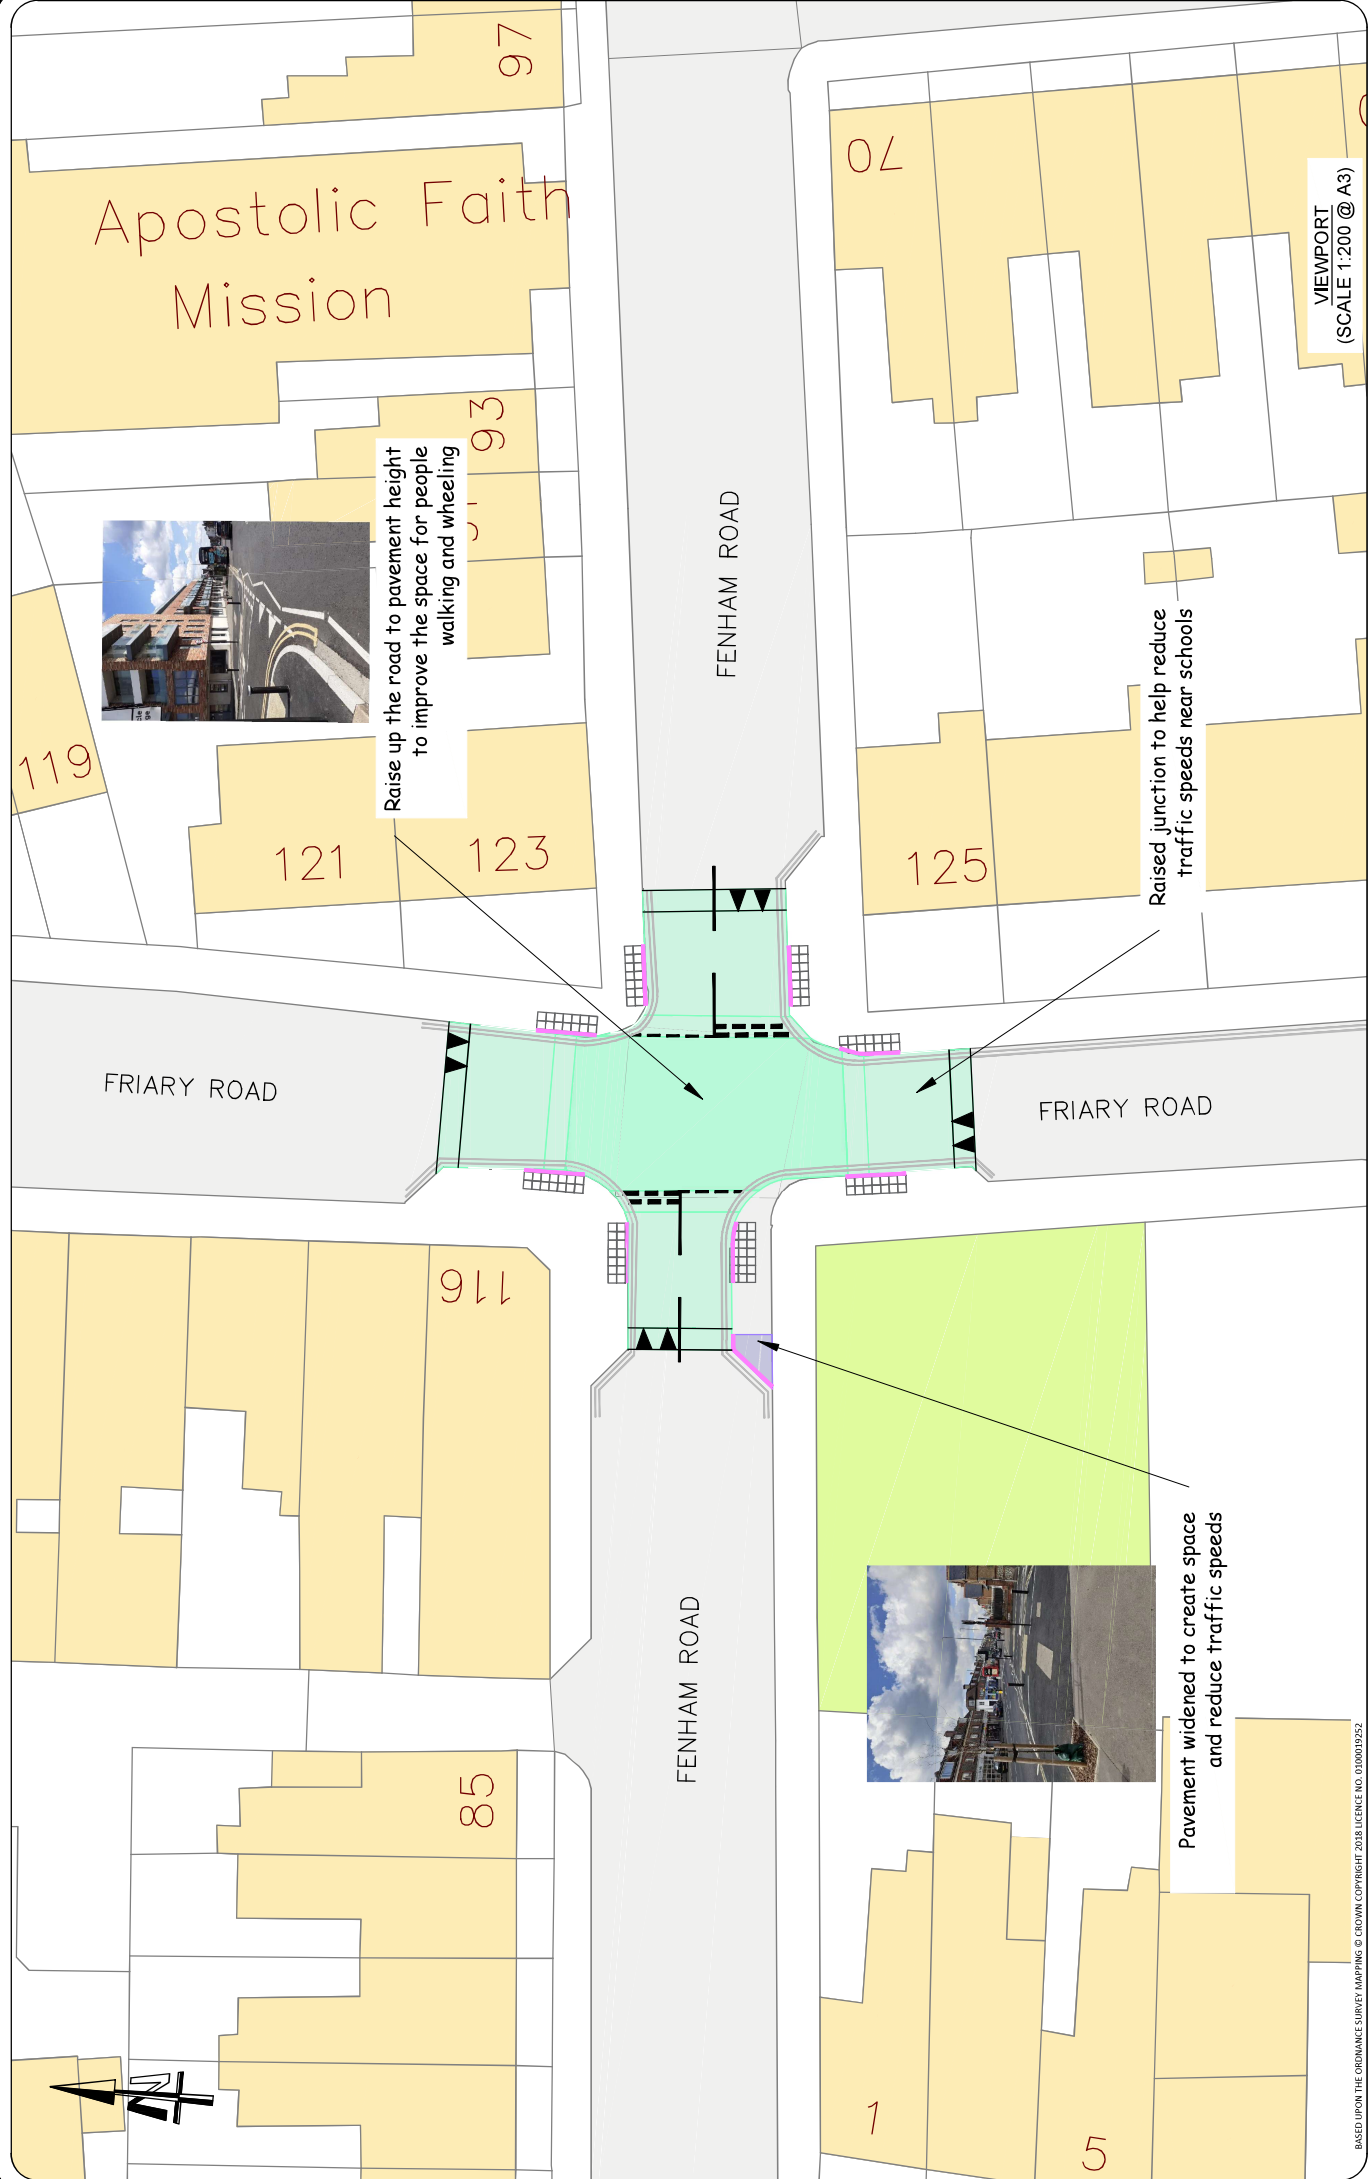 97
Apostolic Faith
Mission
70
VIEWPORT
(SCALE 1:200 @ A3)
93
Raise up the road to pavement height
to improve the space for people
walking and wheeling
FENHAM ROAD
Raised junction to help reduce
traffic speeds near schools
119
121
123
125
FRIARY ROAD
FRIARY ROAD
116
Pavement widened to create space
and reduce traffic speeds
FENHAM ROAD
85
1
5
N
BASED UPON THE ORDNANCE SURVEY MAPPING © CROWN COPYRIGHT 2018 LICENCE NO. 0100019252